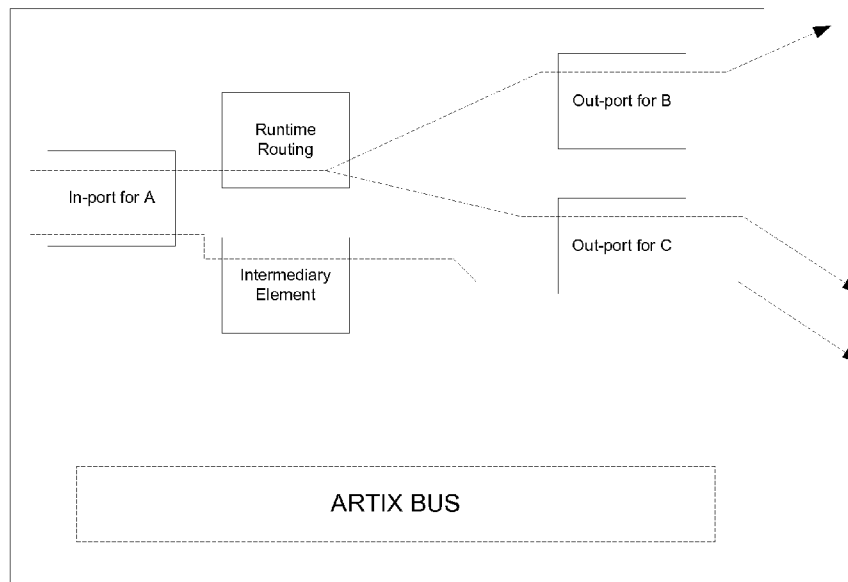 Out-port for B
Runtime
Routing
In-port for A
Out-port for C
Intermediary
Element
ARTIX BUS